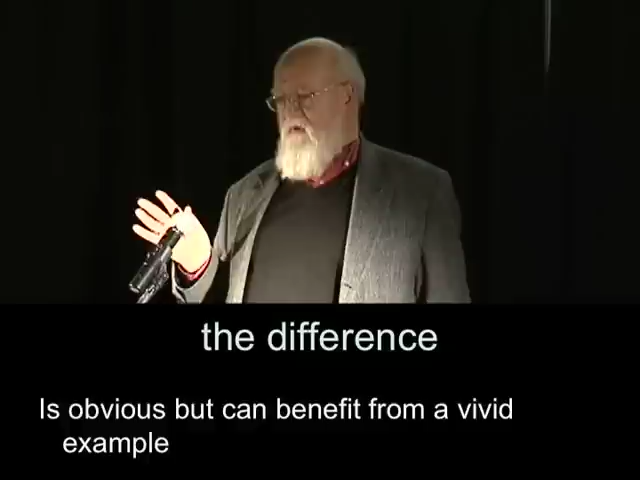 the difference
Is obvious but can benefit from a vivid
example